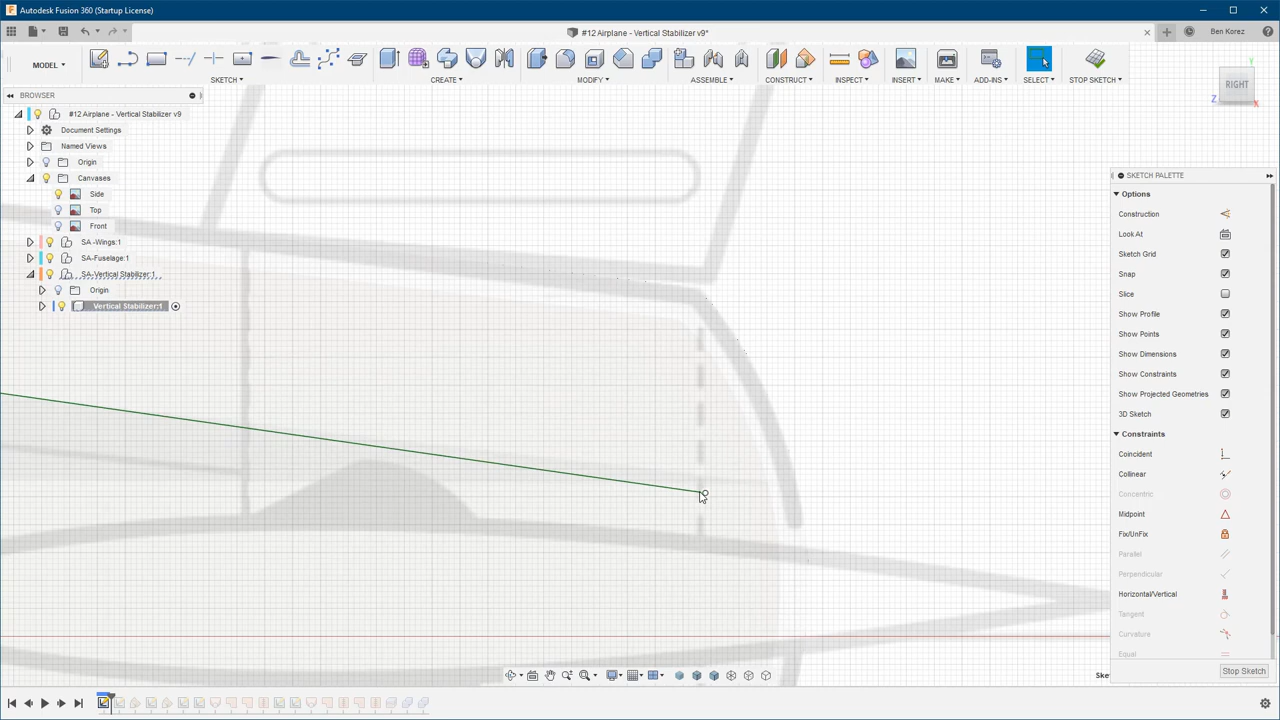 Autodesk Fusion 360 (Startup License)
#12 Airplane - Vertical Stabilizer v9*
Ben Korez
MODEL
SKETCH
CREATE
MODIFY
ASSEMBLE
CONSTRUCT
INSPECT
INSERT
MAKE
ADD-INS
SELECT
STOP SKETCH
BROWSER
#12 Airplane - Vertical Stabilizer v9
Document Settings
Named Views
Origin
Canvases
Side
Top
Front
SA -Wings:1
SA-Fuselage:1
SA-Vertical Stabilizer:1
Origin
Vertical Stabilizer:1
Y
RIGHT
Z
X
SKETCH PALETTE
Options
Construction
Look At
Sketch Grid
Snap
Slice
Show Profile
Show Points
Show Dimensions
Show Constraints
Show Projected Geometries
3D Sketch
Constraints
Coincident
Collinear
Concentric
Midpoint
Fix/UnFix
Parallel
Perpendicular
Horizontal/Vertical
Tangent
Curvature
Equal
Ske
Stop Sketch